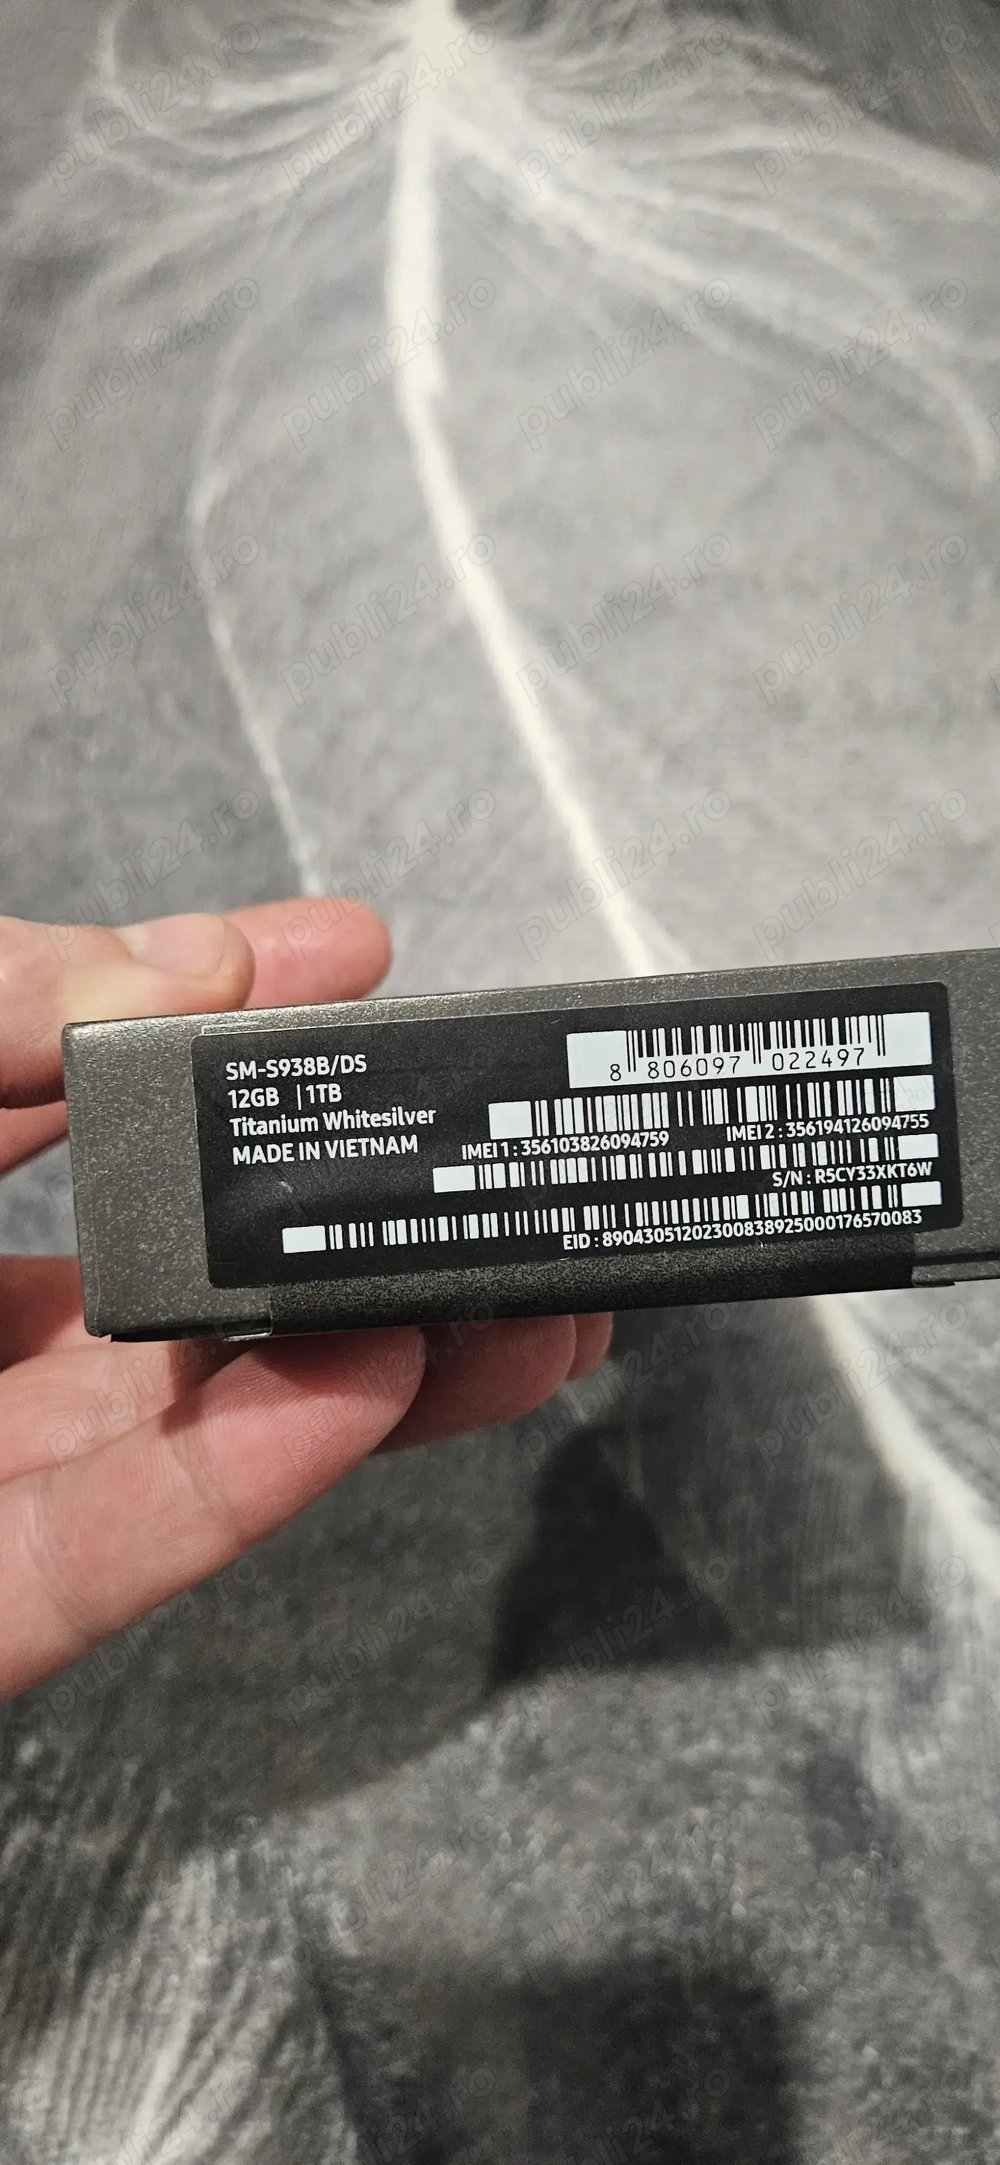 SM-S938B/DS
12GB | 1TB
Titanium Whitesilver
MADE IN VIETNAM
8 806097 022497
IMEI 1 : 356103826094759
IMEI 2 : 356194126094755
S/N : R5CY33XKT6W
EID : 89043051202300838925000176570083
publi24.ro